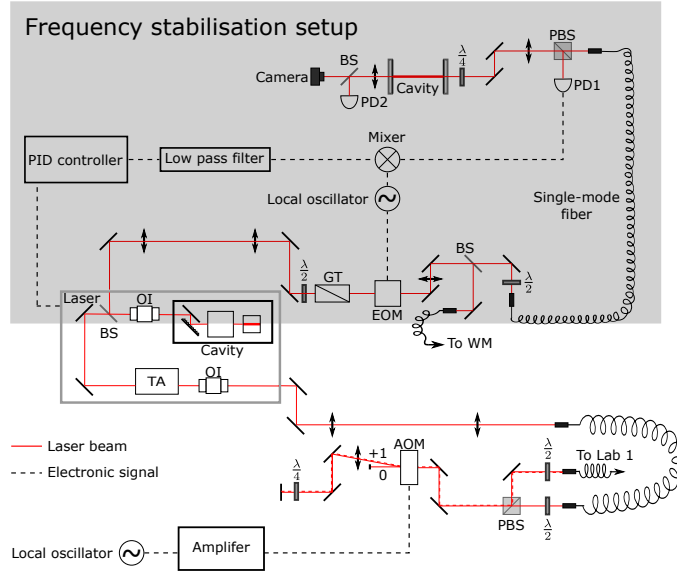 Frequency stabilisation setup
PBS
BS
λ/4
Camera
Cavity
PD2
PD1
Mixer
PID controller
Low pass filter
Local oscillator
Single-mode
fiber
BS
λ/2
GT
λ/2
Laser
OI
EOM
BS
To WM
Cavity
TA
OI
Laser beam
+1
AOM
λ/2
To Lab 1
Electronic signal
λ/4
0
PBS
λ/2
Local oscillator
Amplifer